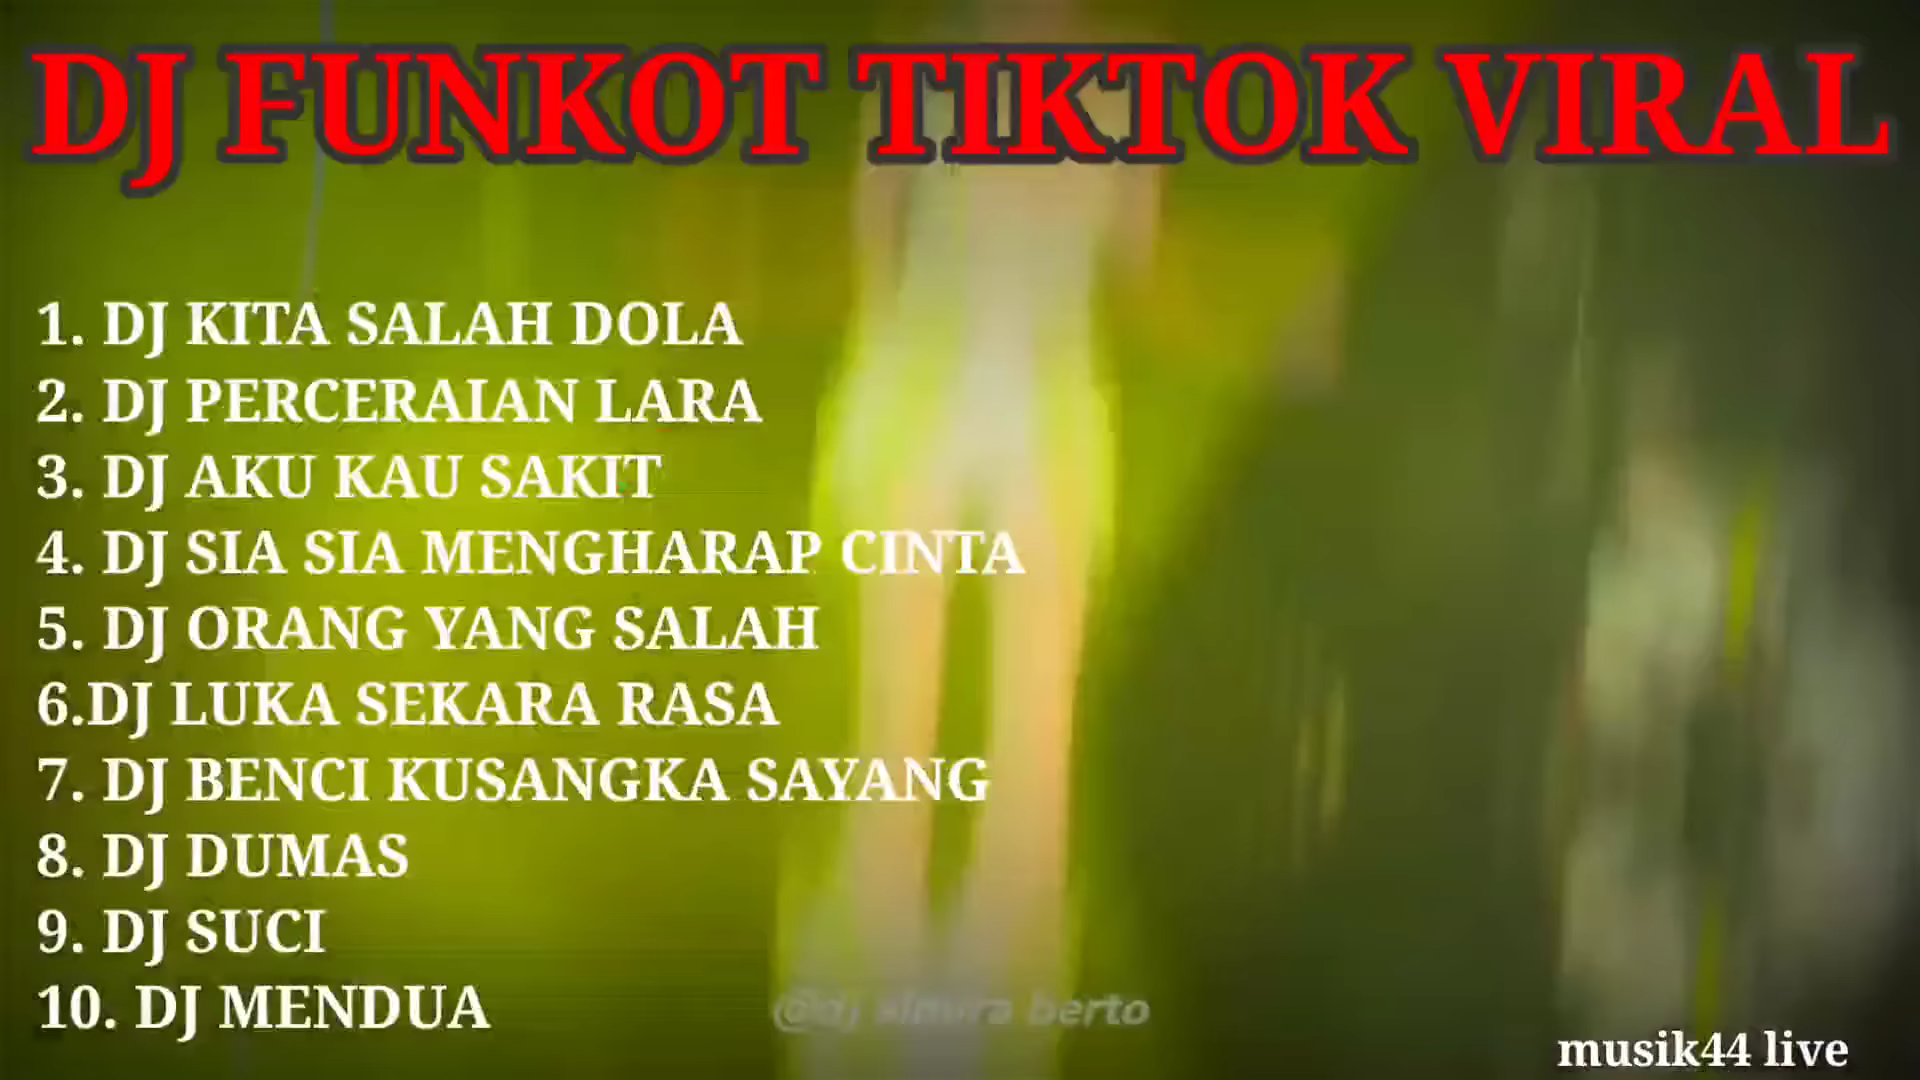 DJ FUNKOT TIKTOK VIRAL
1. DJ KITA SALAH DOLA
2. DJ PERCERAIAN LARA
3. DJ AKU KAU SAKIT
4. DJ SIA SIA MENGHARAP CINTA
5. DJ ORANG YANG SALAH
6.DJ LUKA SEKARA RASA
7. DJ BENCI KUSANGKA SAYANG
8. DJ DUMAS
9. DJ SUCI
10. DJ MENDUA
@dj berto
musik44 live